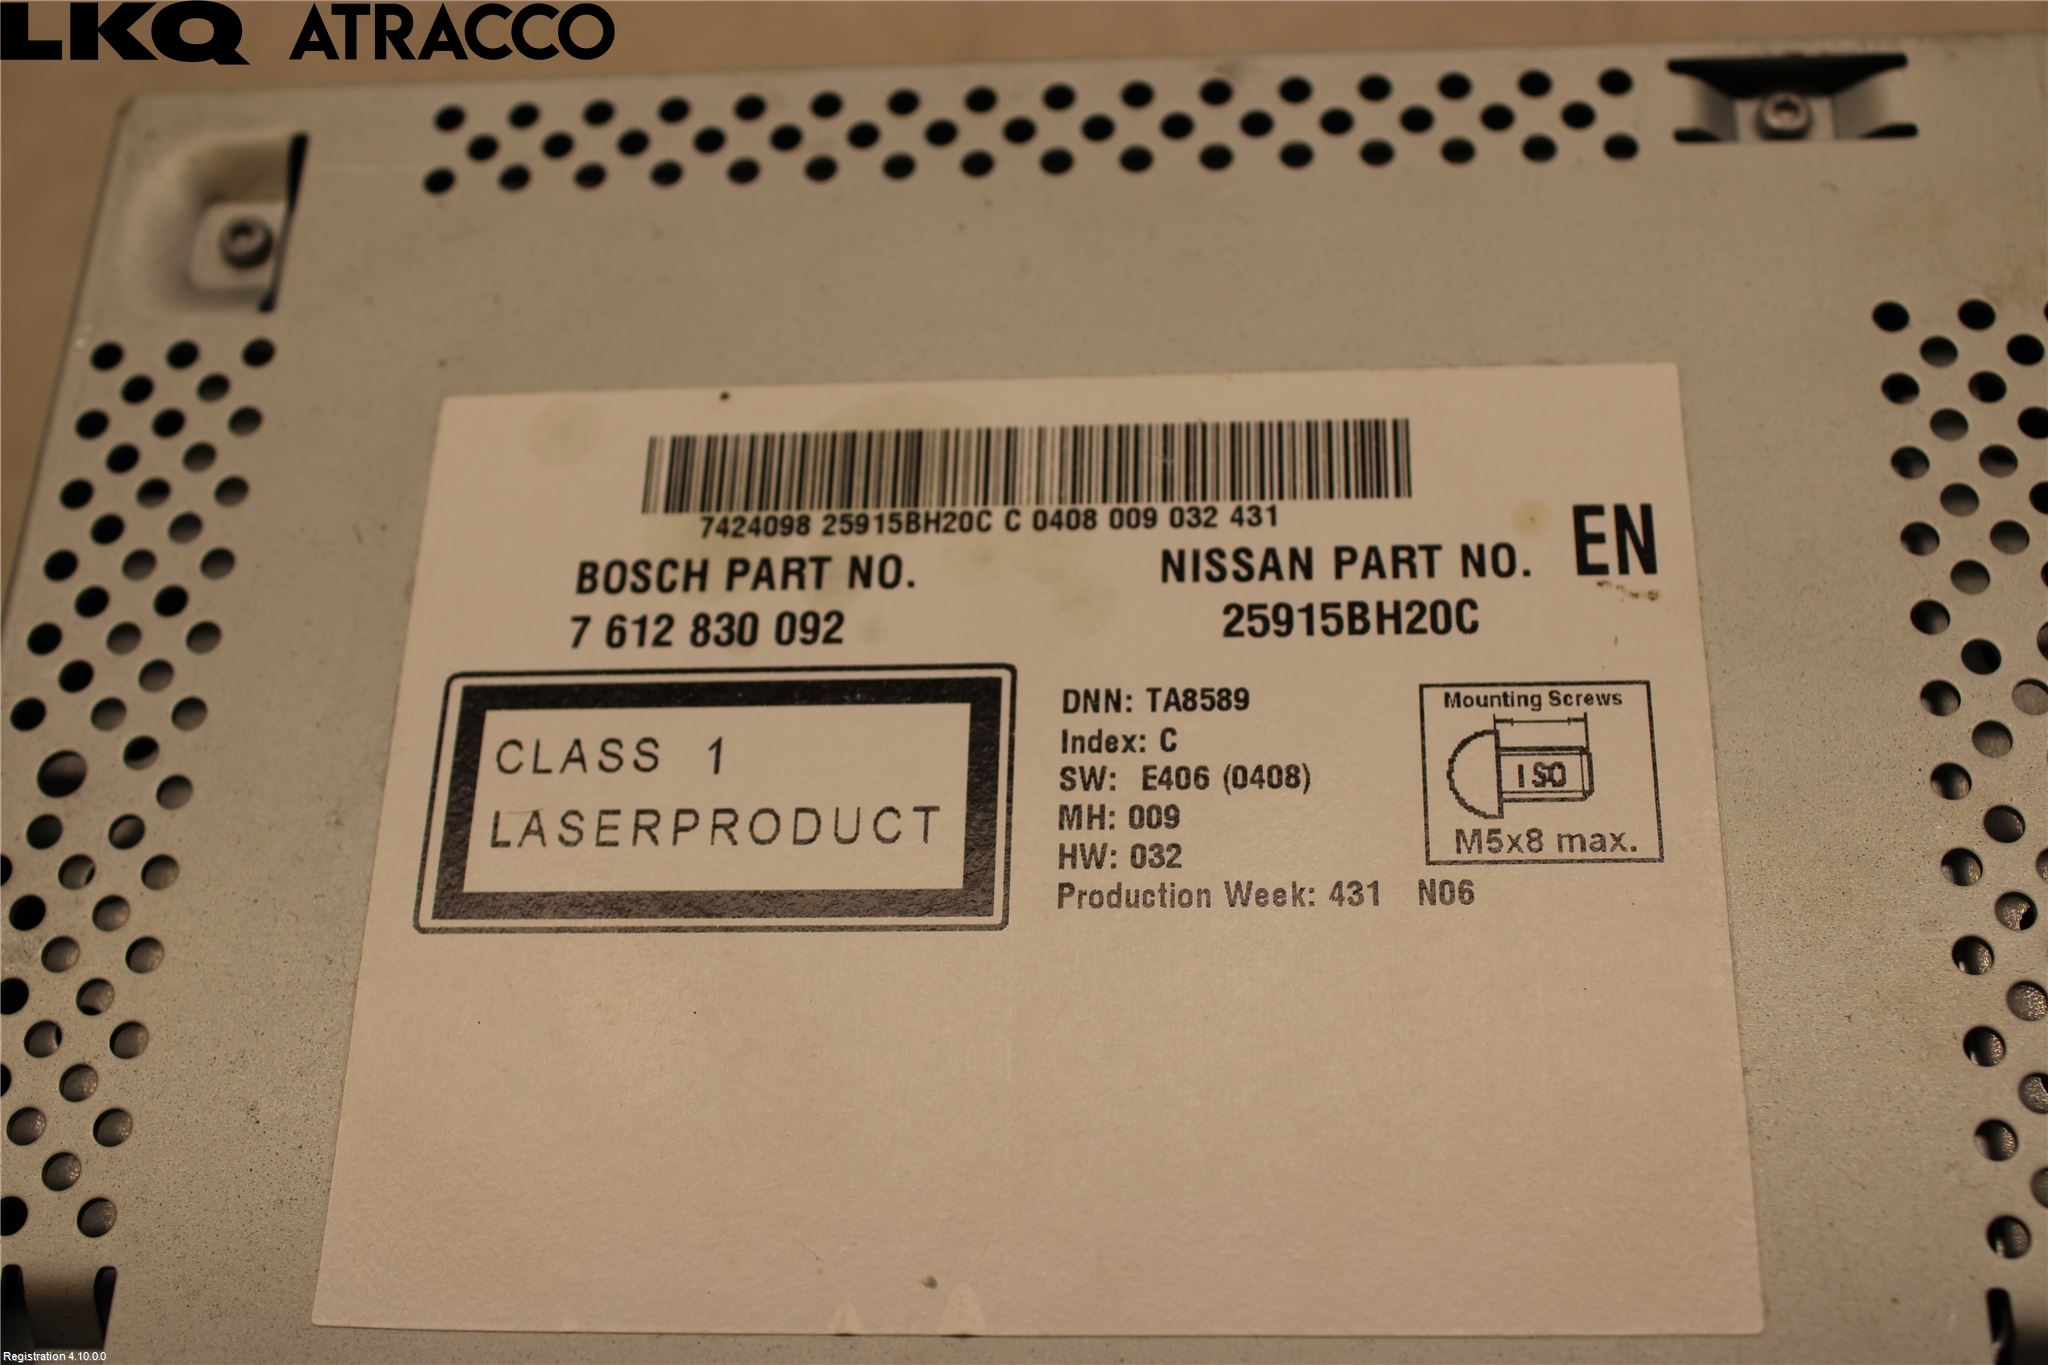 LKQ ATRACCO
7424098 25915BH20C C 0408 009 032 431
BOSCH PART NO.
7 612 830 092
NISSAN PART NO.
25915BH20C
EN
CLASS 1
LASERPRODUCT
DNN: TA8589
Index: C
SW: E406 (0408)
MH: 009
HW: 032
Production Week: 431 N06
Mounting Screws
ISO
M5x8 max.
Registration 4.10.0.0